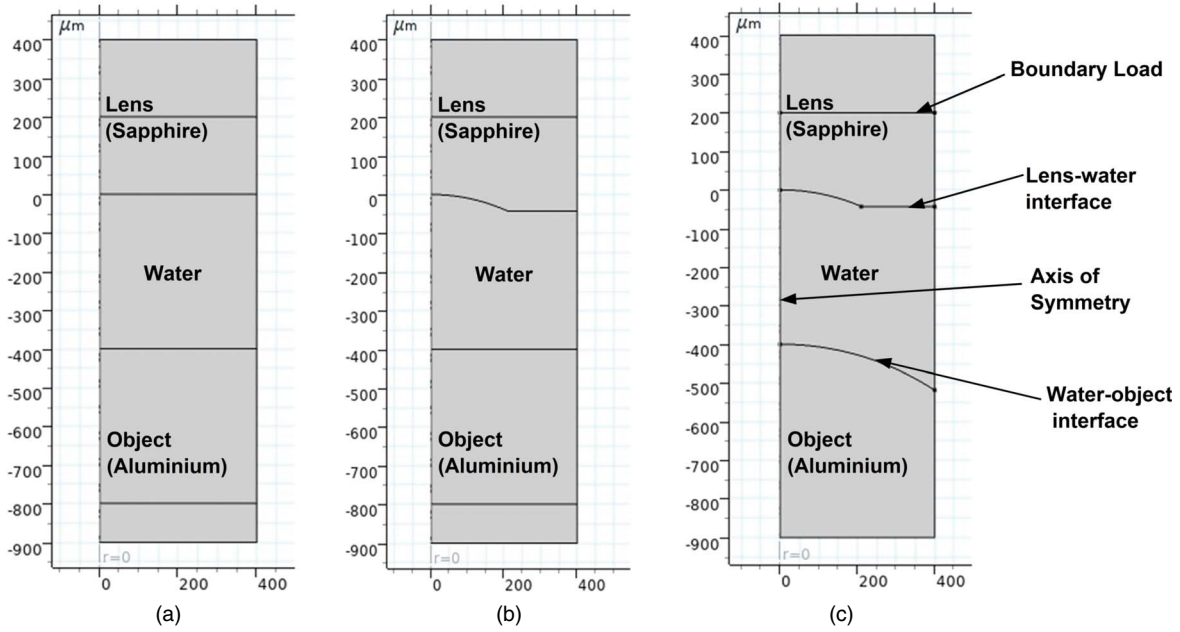 μm
400
300
200
100
0
-100
-200
-300
-400
-500
-600
-700
-800
-900
Lens
(Sapphire)
Water
Object
(Aluminium)
r=0
0
200
400
(a)
μm
400
300
200
100
0
-100
-200
-300
-400
-500
-600
-700
-800
-900
Lens
(Sapphire)
Water
Object
(Aluminium)
r=0
0
200
400
(b)
μm
400
300
200
100
0
-100
-200
-300
-400
-500
-600
-700
-800
-900
Lens
(Sapphire)
Water
Object
(Aluminium)
r=0
0
200
400
(c)
Boundary Load
Lens-water
interface
Axis of
Symmetry
Water-object
interface